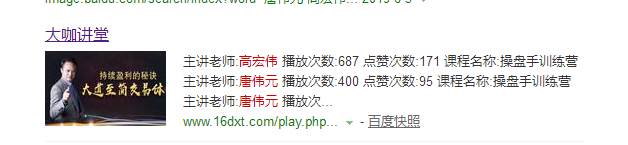 大咖讲堂
持续盈利的秘诀
大道至简交易体
主讲老师:高宏伟 播放次数:687 点赞次数:171 课程名称:操盘手训练营
主讲老师:唐伟元 播放次数:400 点赞次数:95 课程名称:操盘手训练营
主讲老师:唐伟元 播放次...
www.16dxt.com/play.php... - 百度快照